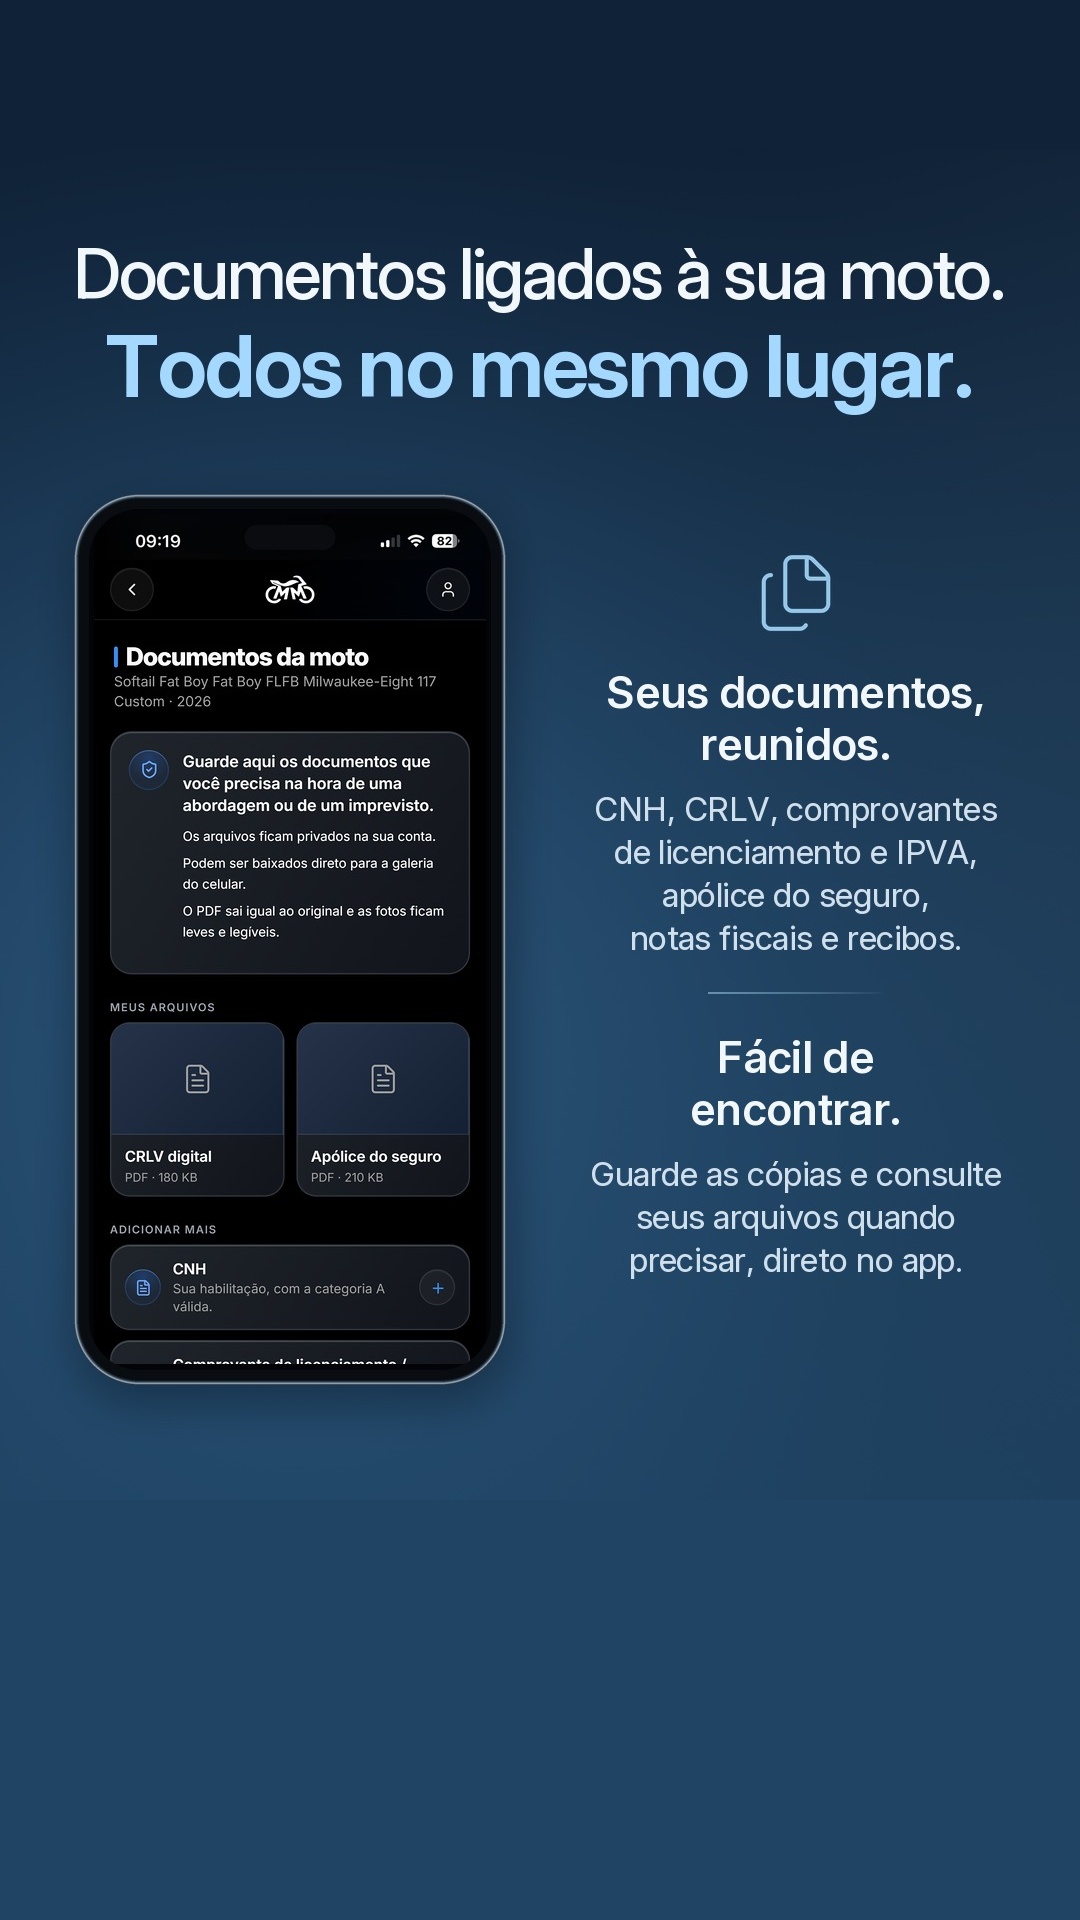 Documentos ligados à sua moto.
Todos no mesmo lugar.
09:19
82
MM
Documentos da moto
Softail Fat Boy Fat Boy FLFB Milwaukee-Eight 117
Custom · 2026
Guarde aqui os documentos que
você precisa na hora de uma
abordagem ou de um imprevisto.
Os arquivos ficam privados na sua conta.
Podem ser baixados direto para a galeria
do celular.
O PDF sai igual ao original e as fotos ficam
leves e legíveis.
MEUS ARQUIVOS
CRLV digital
PDF · 180 KB
Apólice do seguro
PDF · 210 KB
ADICIONAR MAIS
CNH
Sua habilitação, com a categoria A
válida.
Comprovante de licenciamento /
Seus documentos,
reunidos.
CNH, CRLV, comprovantes
de licenciamento e IPVA,
apólice do seguro,
notas fiscais e recibos.
Fácil de
encontrar.
Guarde as cópias e consulte
seus arquivos quando
precisar, direto no app.